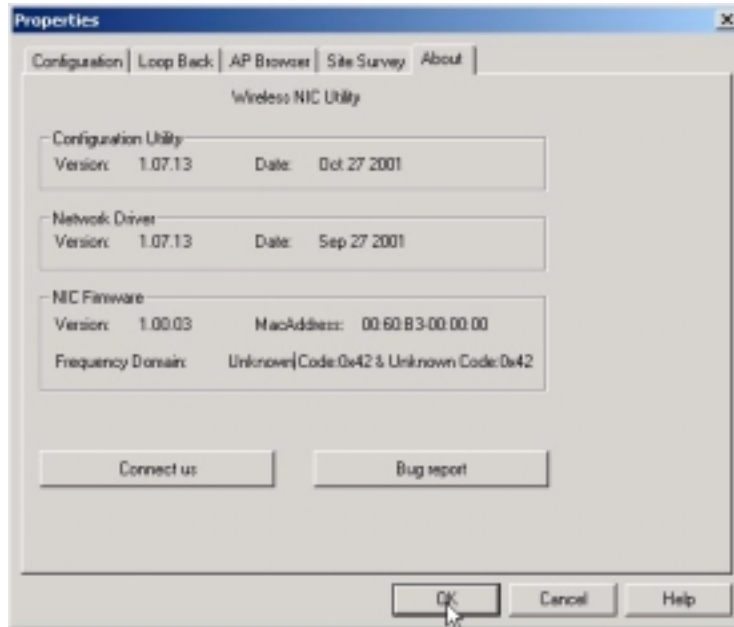 Properties
Configuration Loop Back AP Browser Site Survey About
Wireless NIC Utility
Configuration Utility
Version: 1.07.13 Date: Oct 27 2001
Network Driver
Version: 1.07.13 Date: Sep 27 2001
NIC Firmware
Version: 1.00.03 MacAddress: 00:60:B3-00:00:00
Frequency Domain: Unknown Code:0x42 & Unknown Code:0x42
Connect us Bug report
OK Cancel Help